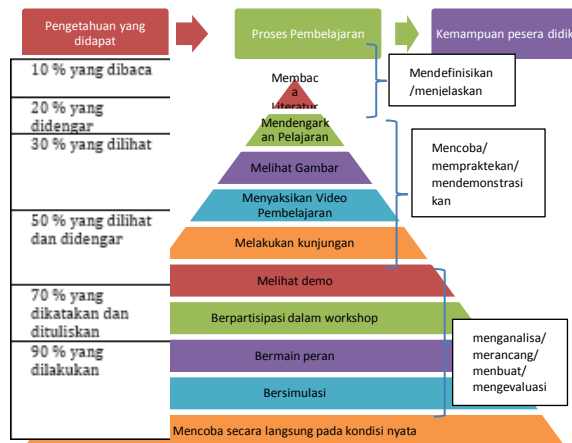 Pengetahuan yang
didapat
Proses Pembelajaran
Kemampuan pesera didik
10 % yang dibaca
20 % yang
didengar
30 % yang dilihat
50 % yang dilihat
dan didengar
70 % yang
dikatakan dan
dituliskan
90 % yang
dilakukan
Membac
a
Literatur
Mendengark
an Pelajaran
Melihat Gambar
Menyaksikan Video
Pembelajaran
Melakukan kunjungan
Melihat demo
Berpartisipasi dalam workshop
Bermain peran
Bersimulasi
Mencoba secara langsung pada kondisi nyata
Mendefinisikan
/menjelaskan
Mencoba/
mempraktekan/
mendemonstrasi
kan
menganalisa/
merancang/
menbuat/
mengevaluasi